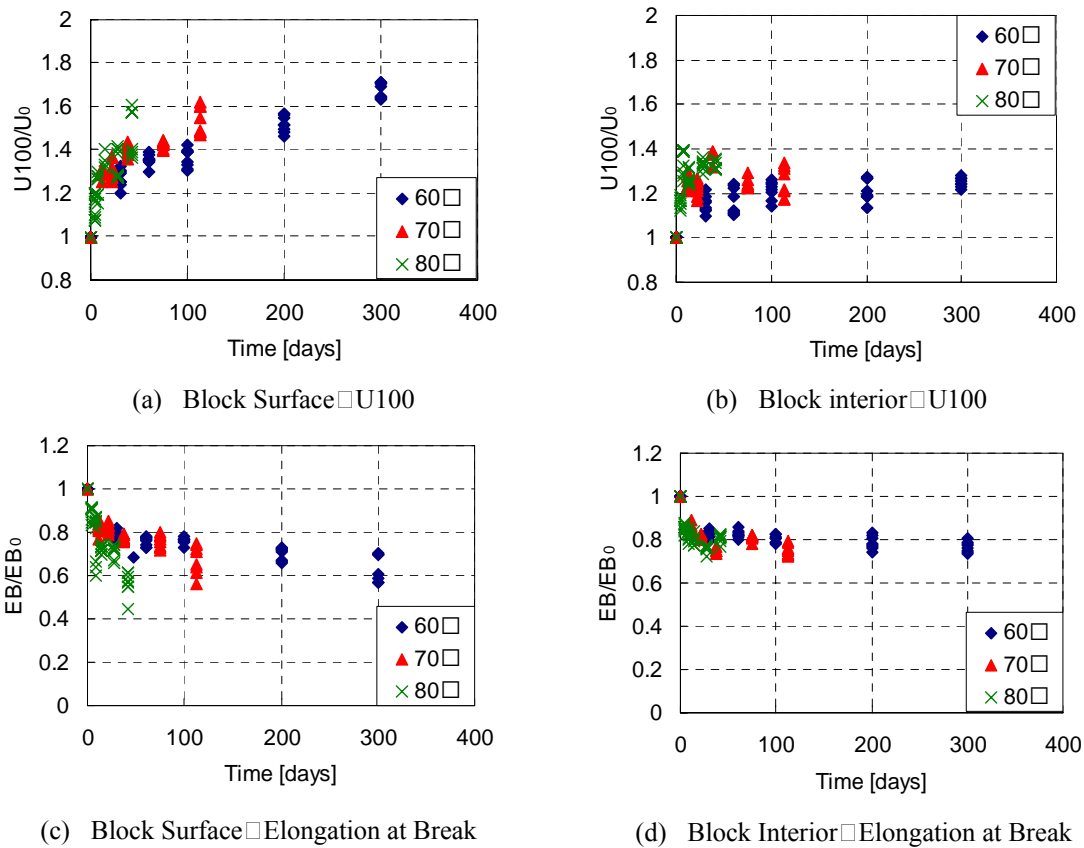 2
1.8
1.6
1.4
1.2
1
0.8
U100/U0
0 100 200 300 400
Time [days]
60□
70□
80□
(a) Block Surface□U100
2
1.8
1.6
1.4
1.2
1
0.8
U100/U0
0 100 200 300 400
Time [days]
60□
70□
80□
(b) Block interior□U100
1.2
1
0.8
0.6
0.4
0.2
0
EB/EB0
0 100 200 300 400
Time [days]
60□
70□
80□
(c) Block Surface□Elongation at Break
1.2
1
0.8
0.6
0.4
0.2
0
EB/EB0
0 100 200 300 400
Time [days]
60□
70□
80□
(d) Block Interior□Elongation at Break